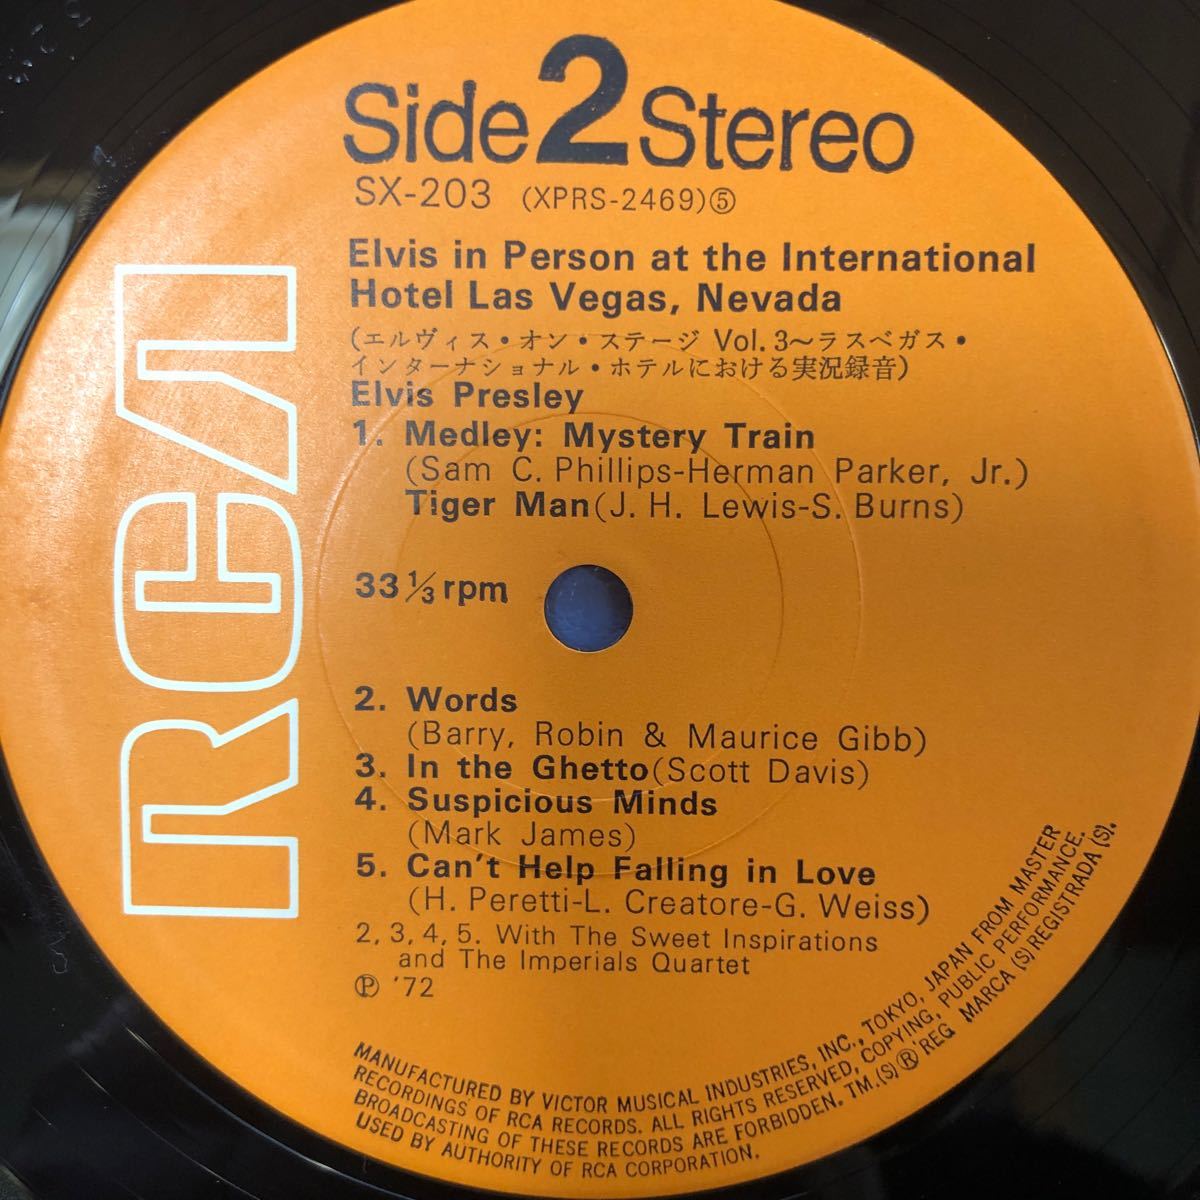 Side 2 Stereo
SX-203 (XPRS-2469)⑤
Elvis in Person at the International
Hotel Las Vegas, Nevada
(エルヴィス・オン・ステージ Vol. 3〜ラスベガス・
インターナショナル・ホテルにおける実況録音)
Elvis Presley
1. Medley: Mystery Train
(Sam C. Phillips-Herman Parker, Jr.)
Tiger Man(J. H. Lewis-S. Burns)
33 1/3 rpm
2. Words
(Barry, Robin & Maurice Gibb)
3. In the Ghetto(Scott Davis)
4. Suspicious Minds
(Mark James)
5. Can't Help Falling in Love
(H. Peretti-L. Creatore-G. Weiss)
2, 3, 4, 5. With The Sweet Inspirations
and The Imperials Quartet
Ⓟ '72
RCA
MANUFACTURED BY VICTOR MUSICAL INDUSTRIES, INC., TOKYO, JAPAN FROM MASTER
RECORDINGS OF RCA RECORDS. ALL RIGHTS RESERVED, COPYING, PUBLIC PERFORMANCE.
BROADCASTING OF THESE RECORDS ARE FORBIDDEN. TM.(S)® REG MARCA (S) REGISTRADA (S).
USED BY AUTHORITY OF RCA CORPORATION.